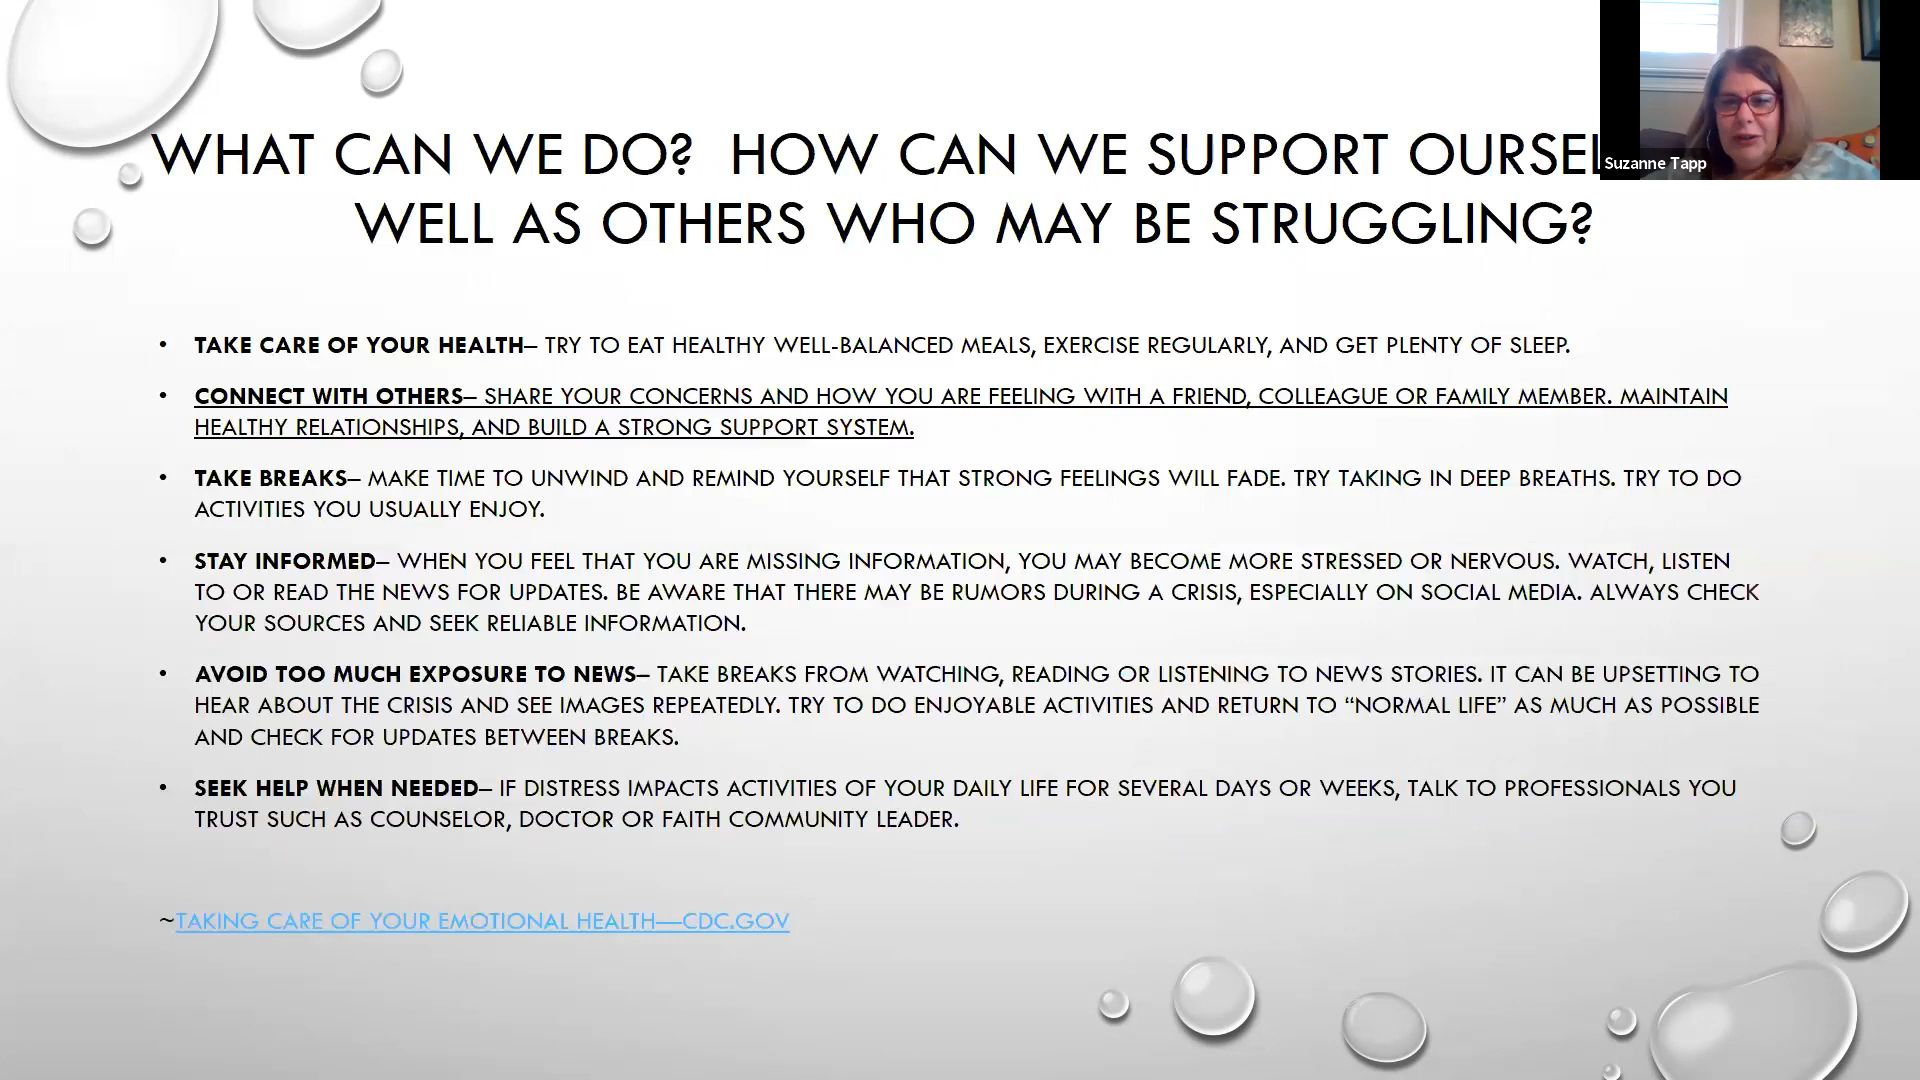 WHAT CAN WE DO? HOW CAN WE SUPPORT
WELL AS OTHERS WHO MAY BE STRUGGLING?
Suzanne Tapp
• TAKE CARE OF YOUR HEALTH– TRY TO EAT HEALTHY WELL-BALANCED MEALS, EXERCISE REGULARLY, AND GET PLENTY OF SLEEP.
• CONNECT WITH OTHERS– SHARE YOUR CONCERNS AND HOW YOU ARE FEELING WITH A FRIEND, COLLEAGUE OR FAMILY MEMBER. MAINTAIN
HEALTHY RELATIONSHIPS, AND BUILD A STRONG SUPPORT SYSTEM.
• TAKE BREAKS– MAKE TIME TO UNWIND AND REMIND YOURSELF THAT STRONG FEELINGS WILL FADE. TRY TAKING IN DEEP BREATHS. TRY TO DO
ACTIVITIES YOU USUALLY ENJOY.
• STAY INFORMED– WHEN YOU FEEL THAT YOU ARE MISSING INFORMATION, YOU MAY BECOME MORE STRESSED OR NERVOUS. WATCH, LISTEN
TO OR READ THE NEWS FOR UPDATES. BE AWARE THAT THERE MAY BE RUMORS DURING A CRISIS, ESPECIALLY ON SOCIAL MEDIA. ALWAYS CHECK
YOUR SOURCES AND SEEK RELIABLE INFORMATION.
• AVOID TOO MUCH EXPOSURE TO NEWS– TAKE BREAKS FROM WATCHING, READING OR LISTENING TO NEWS STORIES. IT CAN BE UPSETTING TO
HEAR ABOUT THE CRISIS AND SEE IMAGES REPEATEDLY. TRY TO DO ENJOYABLE ACTIVITIES AND RETURN TO “NORMAL LIFE” AS MUCH AS POSSIBLE
AND CHECK FOR UPDATES BETWEEN BREAKS.
• SEEK HELP WHEN NEEDED– IF DISTRESS IMPACTS ACTIVITIES OF YOUR DAILY LIFE FOR SEVERAL DAYS OR WEEKS, TALK TO PROFESSIONALS YOU
TRUST SUCH AS COUNSELOR, DOCTOR OR FAITH COMMUNITY LEADER.
~TAKING CARE OF YOUR EMOTIONAL HEALTH—CDC.GOV